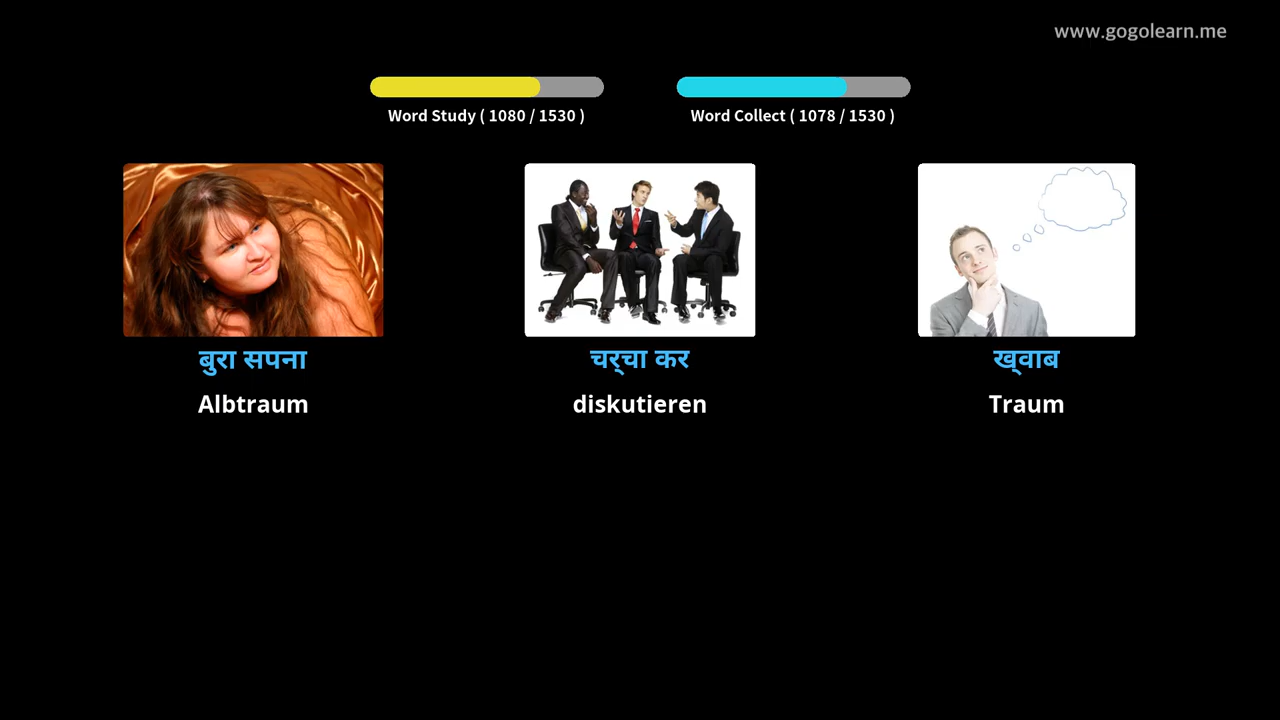 www.gogolearn.me
Word Study ( 1080 / 1530 )
Word Collect ( 1078 / 1530 )
बुरा सपना
चर्‌चा कर
ख्‌वाब
Albtraum
diskutieren
Traum